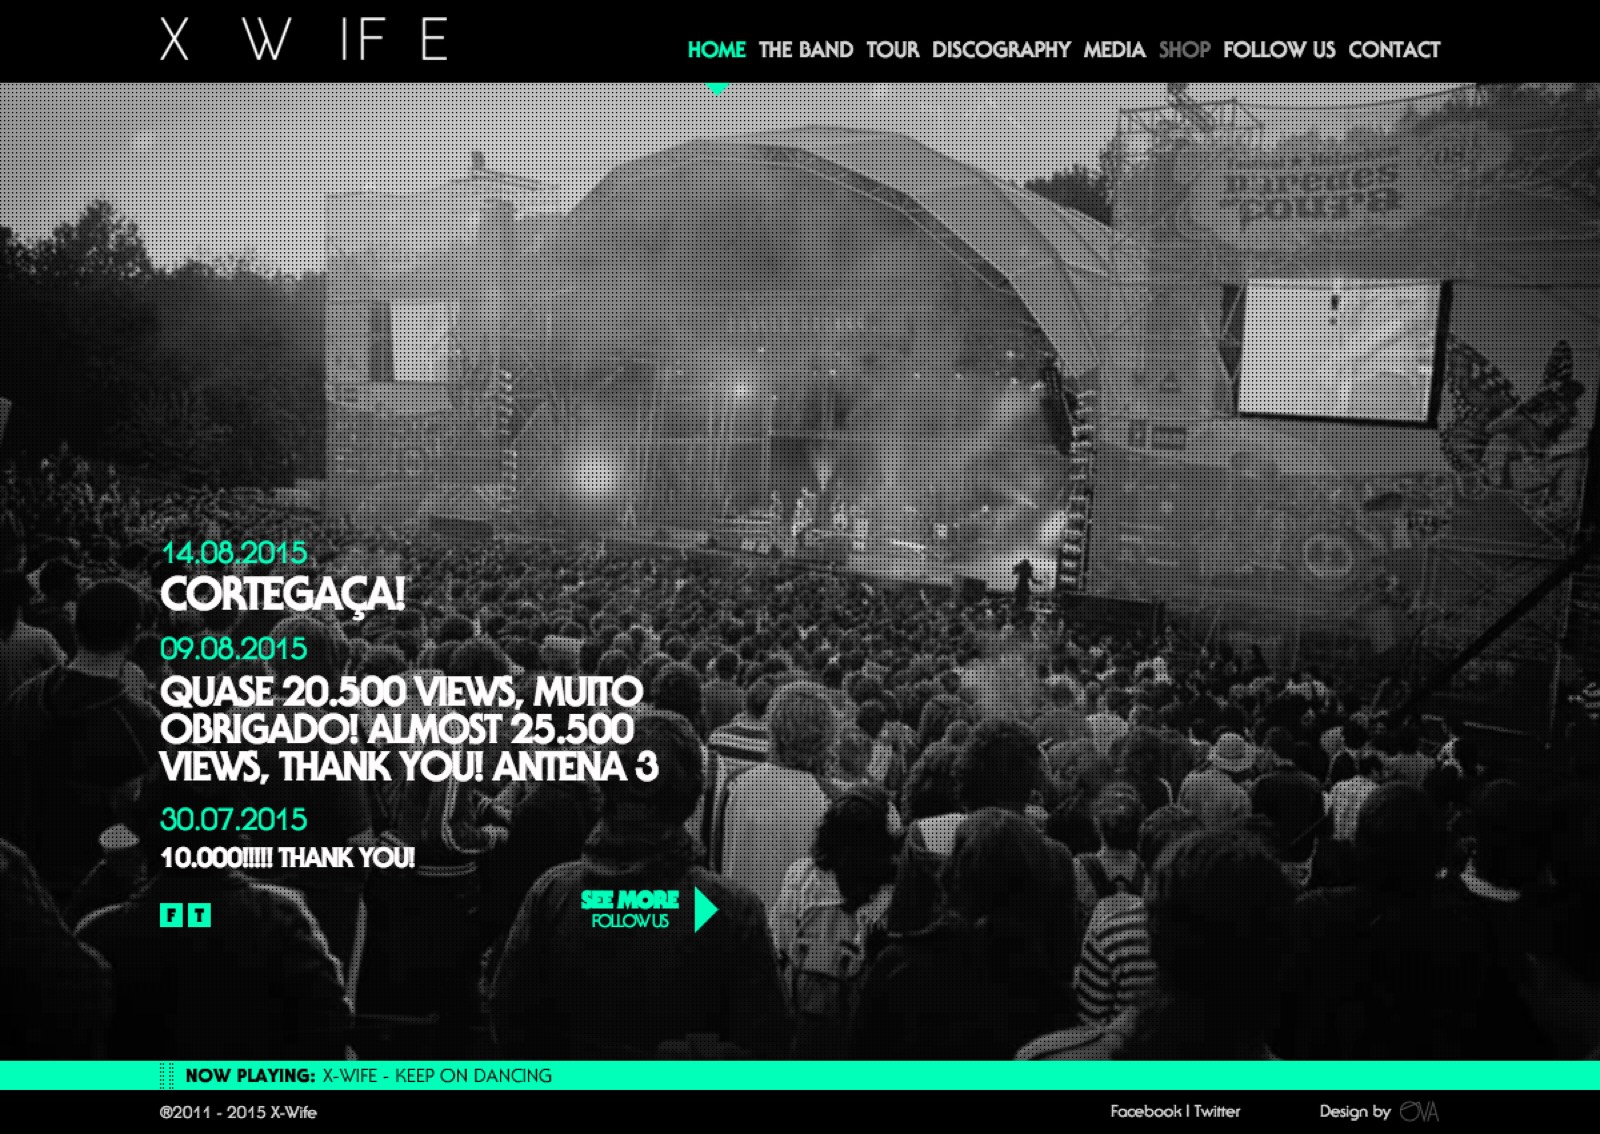 X WIFE
HOME THE BAND TOUR DISCOGRAPHY MEDIA SHOP FOLLOW US CONTACT
Festival ★ Heineken
paredes
coura
14.08.2015
CORTEGAÇA!
09.08.2015
QUASE 20.500 VIEWS, MUITO
OBRIGADO! ALMOST 25.500
VIEWS, THANK YOU! ANTENA 3
30.07.2015
10.000!!!!! THANK YOU!
F T
SEE MORE
FOLLOW US
NOW PLAYING: X-WIFE - KEEP ON DANCING
®2011 - 2015 X-Wife
Facebook | Twitter
Design by OVA